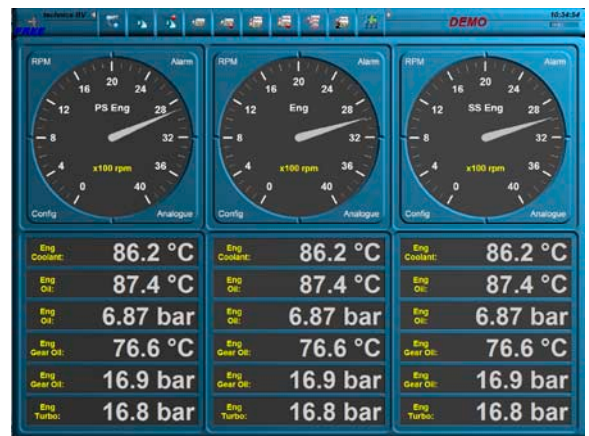 technics BV
FREE
DEMO
10:34:54
RPM
Alarm
0
4
8
12
16
20
24
28
32
36
40
PS Eng
x100 rpm
Config
Analogue
RPM
Alarm
0
4
8
12
16
20
24
28
32
36
40
Eng
x100 rpm
Config
Analogue
RPM
Alarm
0
4
8
12
16
20
24
28
32
36
40
SS Eng
x100 rpm
Config
Analogue
Eng
Coolant:
86.2 °C
Eng
Oil:
87.4 °C
Eng
Oil:
6.87 bar
Eng
Gear Oil:
76.6 °C
Eng
Gear Oil:
16.9 bar
Eng
Turbo:
16.8 bar
Eng
Coolant:
86.2 °C
Eng
Oil:
87.4 °C
Eng
Oil:
6.87 bar
Eng
Gear Oil:
76.6 °C
Eng
Gear Oil:
16.9 bar
Eng
Turbo:
16.8 bar
Eng
Coolant:
86.2 °C
Eng
Oil:
87.4 °C
Eng
Oil:
6.87 bar
Eng
Gear Oil:
76.6 °C
Eng
Gear Oil:
16.9 bar
Eng
Turbo:
16.8 bar